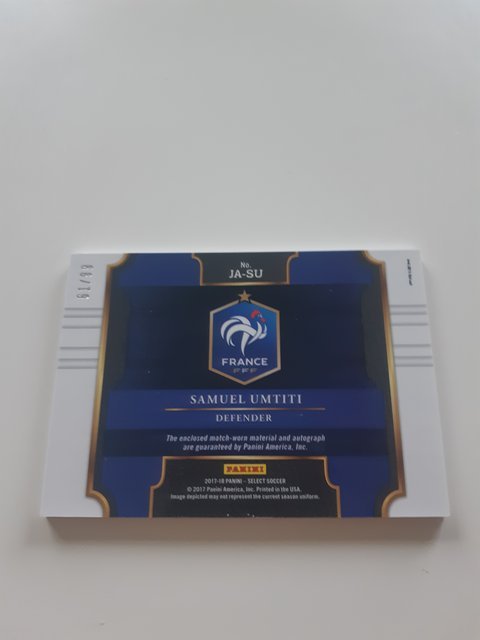 No.
JA-SU
FRANCE
FFF
SAMUEL UMTITI
DEFENDER
The enclosed match-worn material and autograph
are guaranteed by Panini America, Inc.
PANINI
2017-18 PANINI - SELECT SOCCER
© 2017 Panini America, Inc. Printed in the USA.
Image depicted may not represent the current season uniform.